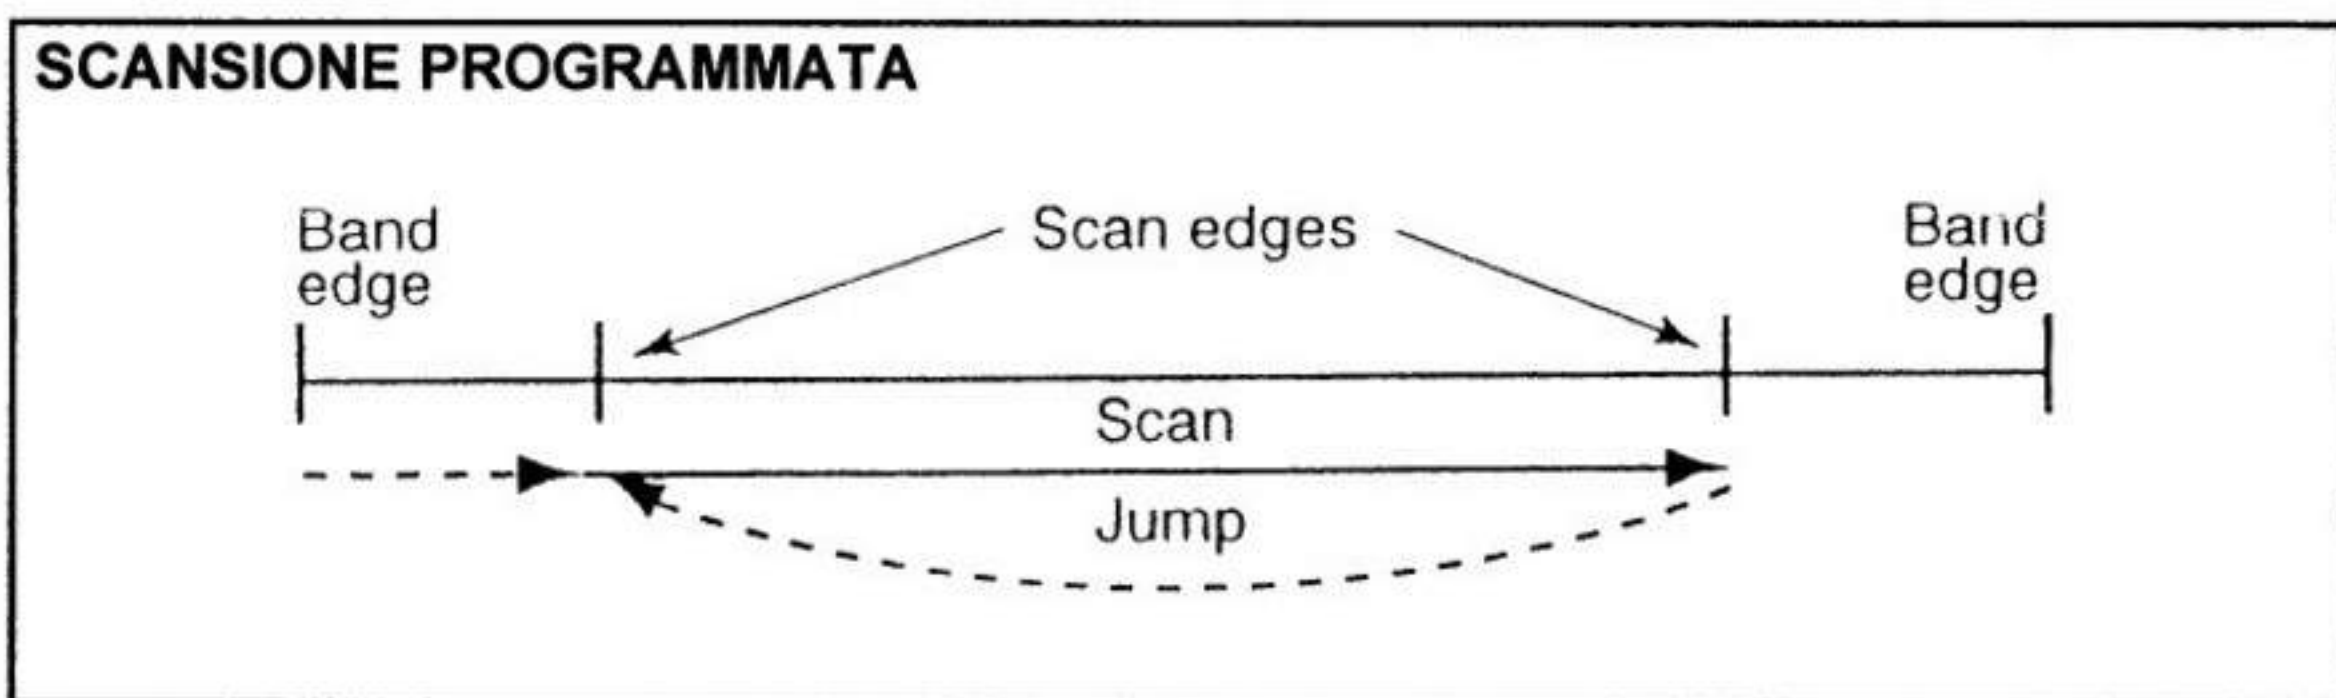 SCANSIONE PROGRAMMATA
Band
edge
Scan edges
Band
edge
Scan
Jump